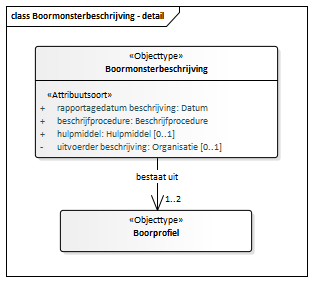 class Boormonsterbeschrijving - detail
«Objecttype»
Boormonsterbeschrijving
«Attribuutsoort»
+ rapportagedatum beschrijving: Datum
+ beschrijfprocedure: Beschrijfprocedure
+ hulpmiddel: Hulpmiddel [0..1]
- uitvoerder beschrijving: Organisatie [0..1]
bestaat uit
1..2
«Objecttype»
Boorprofiel